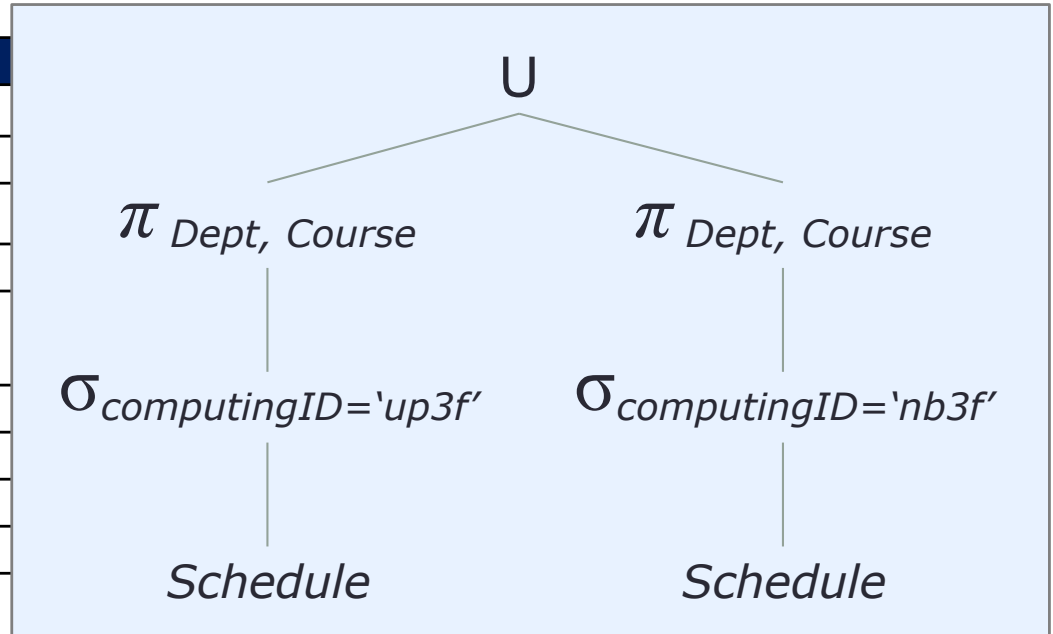 ∪
π Dept, Course π Dept, Course
σcomputingID=‘up3f’ σcomputingID=‘nb3f’
Schedule Schedule